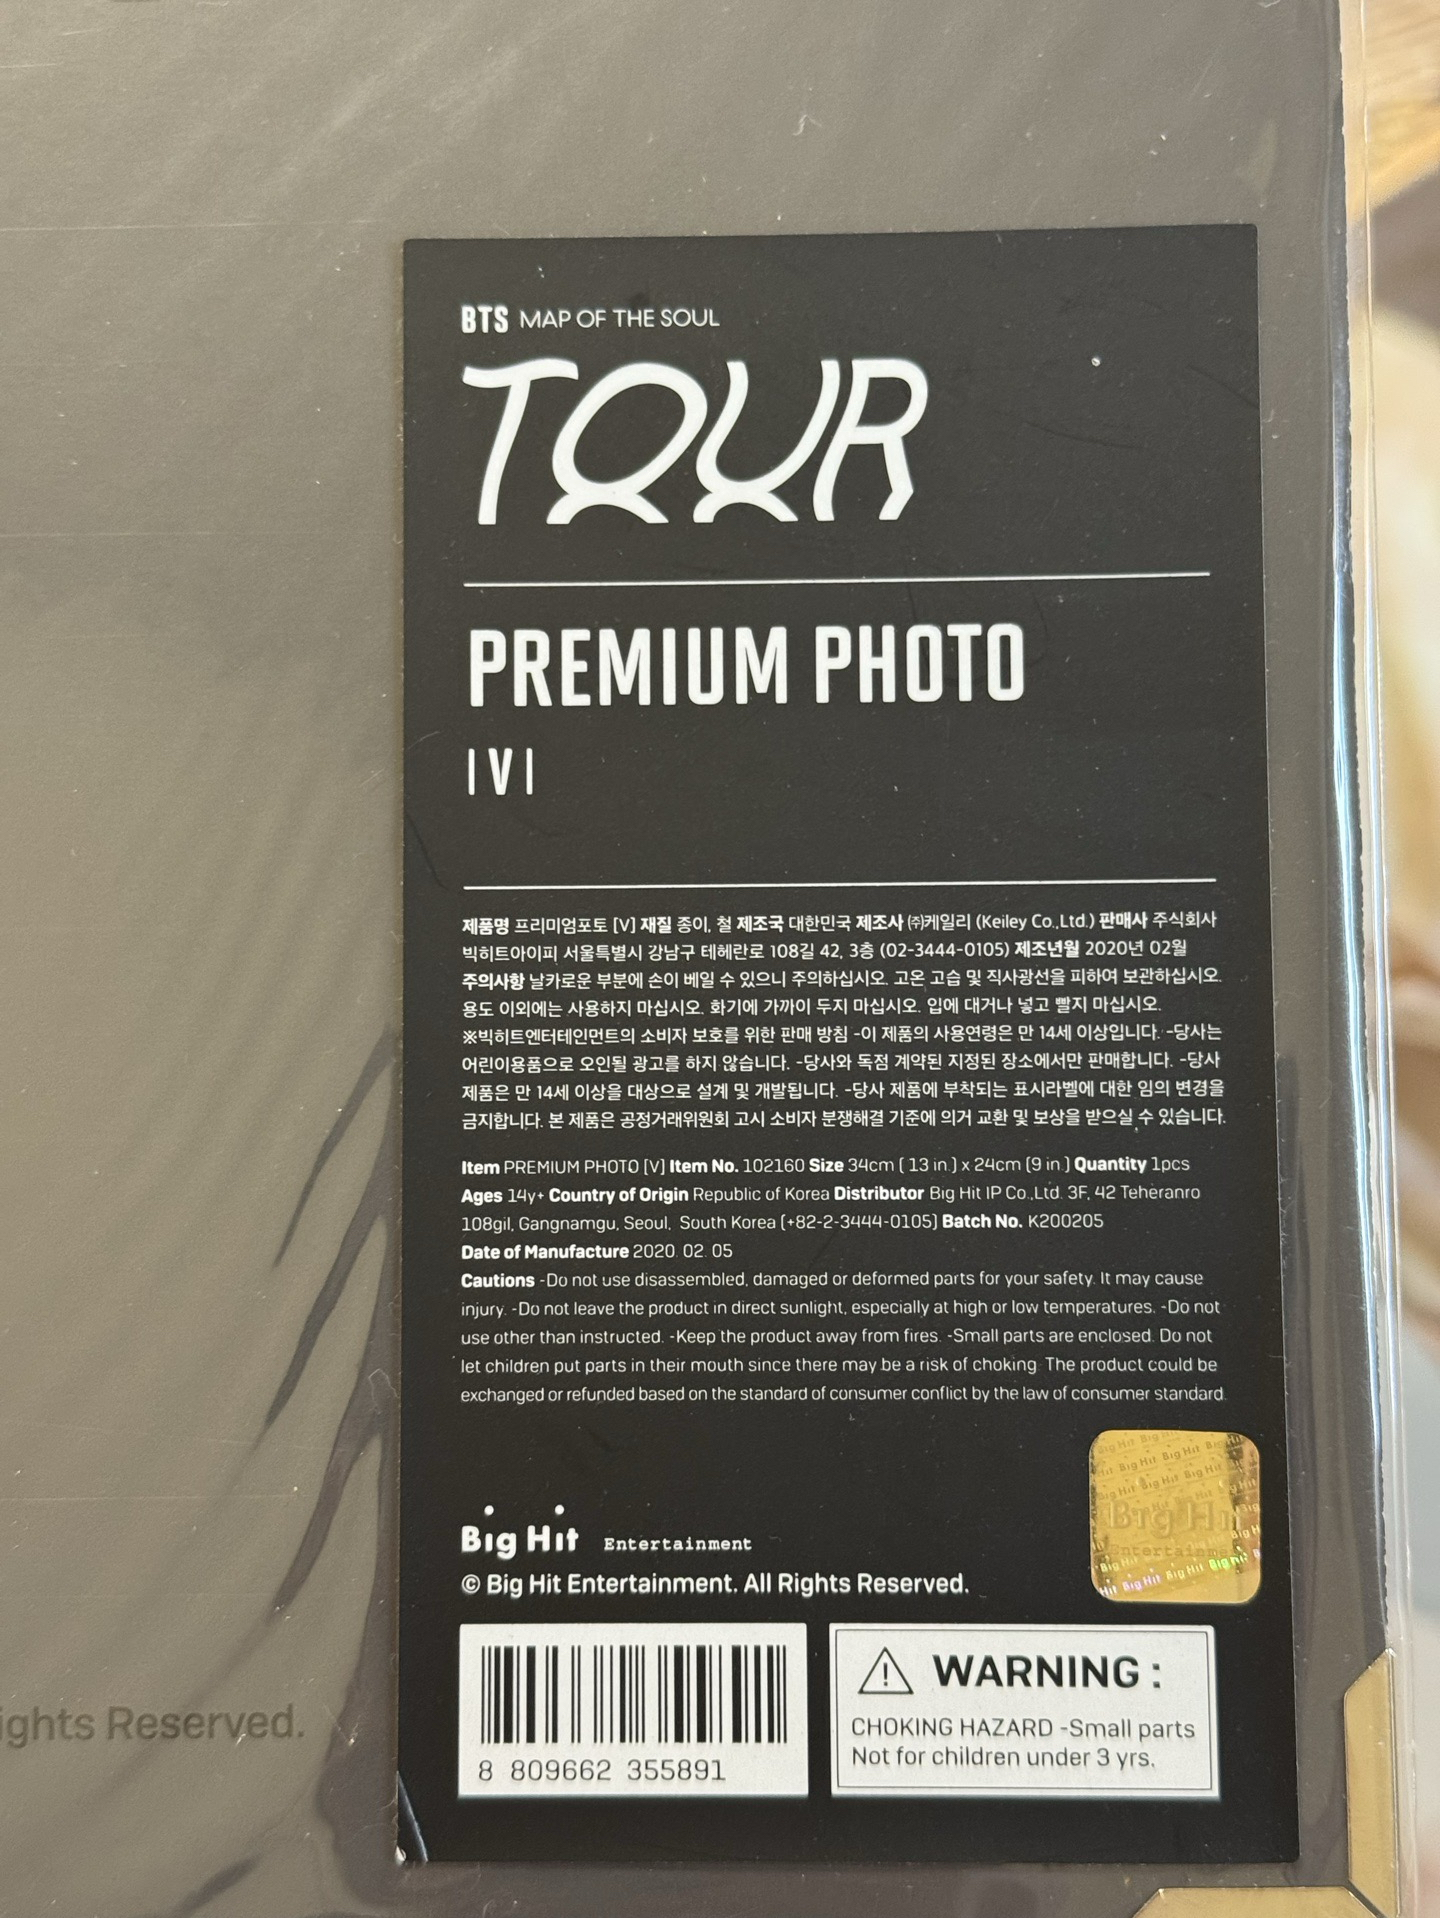 BTS MAP OF THE SOUL
TOUR
PREMIUM PHOTO
| V |
제품명 프리미엄포토 [V] 재질 종이, 철 제조국 대한민국 제조사 ㈜케일리 (Keiley Co.,Ltd.) 판매사 주식회사
빅히트아이피 서울특별시 강남구 테헤란로 108길 42, 3층 (02-3444-0105) 제조년월 2020년 02월
주의사항 날카로운 부분에 손이 베일 수 있으니 주의하십시오. 고온 고습 및 직사광선을 피하여 보관하십시오.
용도 이외에는 사용하지 마십시오. 화기에 가까이 두지 마십시오. 입에 대거나 넣고 빨지 마십시오.
※빅히트엔터테인먼트의 소비자 보호를 위한 판매 방침 -이 제품의 사용연령은 만 14세 이상입니다. -당사는
어린이용품으로 오인될 광고를 하지 않습니다. -당사와 독점 계약된 지정된 장소에서만 판매합니다. -당사
제품은 만 14세 이상을 대상으로 설계 및 개발됩니다. -당사 제품에 부착되는 표시라벨에 대한 임의 변경을
금지합니다. 본 제품은 공정거래위원회 고시 소비자 분쟁해결 기준에 의거 교환 및 보상을 받으실 수 있습니다.
Item PREMIUM PHOTO [V] Item No. 102160 Size 34cm [ 13 in.] x 24cm [9 in.] Quantity 1pcs
Ages 14y+ Country of Origin Republic of Korea Distributor Big Hit IP Co.,Ltd. 3F, 42 Teheranro
108gil, Gangnamgu, Seoul, South Korea [+82-2-3444-0105] Batch No. K200205
Date of Manufacture 2020. 02. 05
Cautions -Do not use disassembled, damaged or deformed parts for your safety. It may cause
injury. -Do not leave the product in direct sunlight, especially at high or low temperatures. -Do not
use other than instructed. -Keep the product away from fires. -Small parts are enclosed. Do not
let children put parts in their mouth since there may be a risk of choking. The product could be
exchanged or refunded based on the standard of consumer conflict by the law of consumer standard.
Big Hit Entertainment
Big Hit Entertainment
© Big Hit Entertainment. All Rights Reserved.
8 809662 355891
WARNING :
CHOKING HAZARD -Small parts
Not for children under 3 yrs.
ights Reserved.